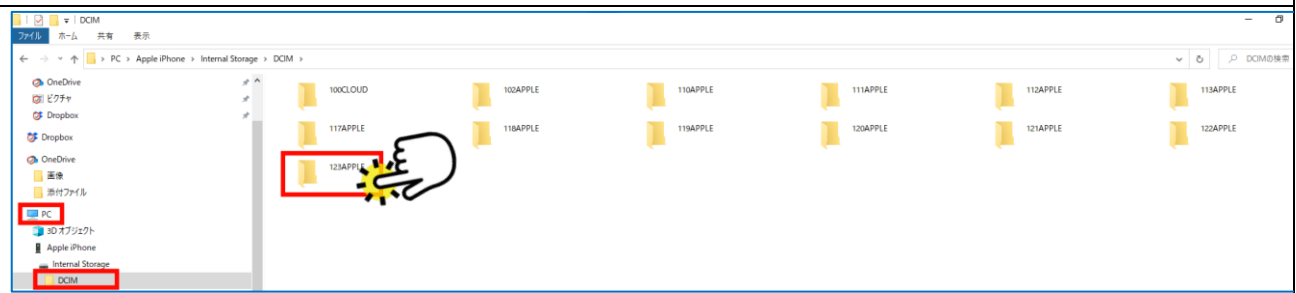 DCIM
ファイル ホーム 共有 表示
PC > Apple iPhone > Internal Storage > DCIM >
DCIMの検索
OneDrive
ピクチャ
Dropbox
Dropbox
OneDrive
画像
添付ファイル
PC
3D オブジェクト
Apple iPhone
Internal Storage
DCIM
100CLOUD 102APPLE 110APPLE 111APPLE 112APPLE 113APPLE
117APPLE 118APPLE 119APPLE 120APPLE 121APPLE 122APPLE
123APPLE